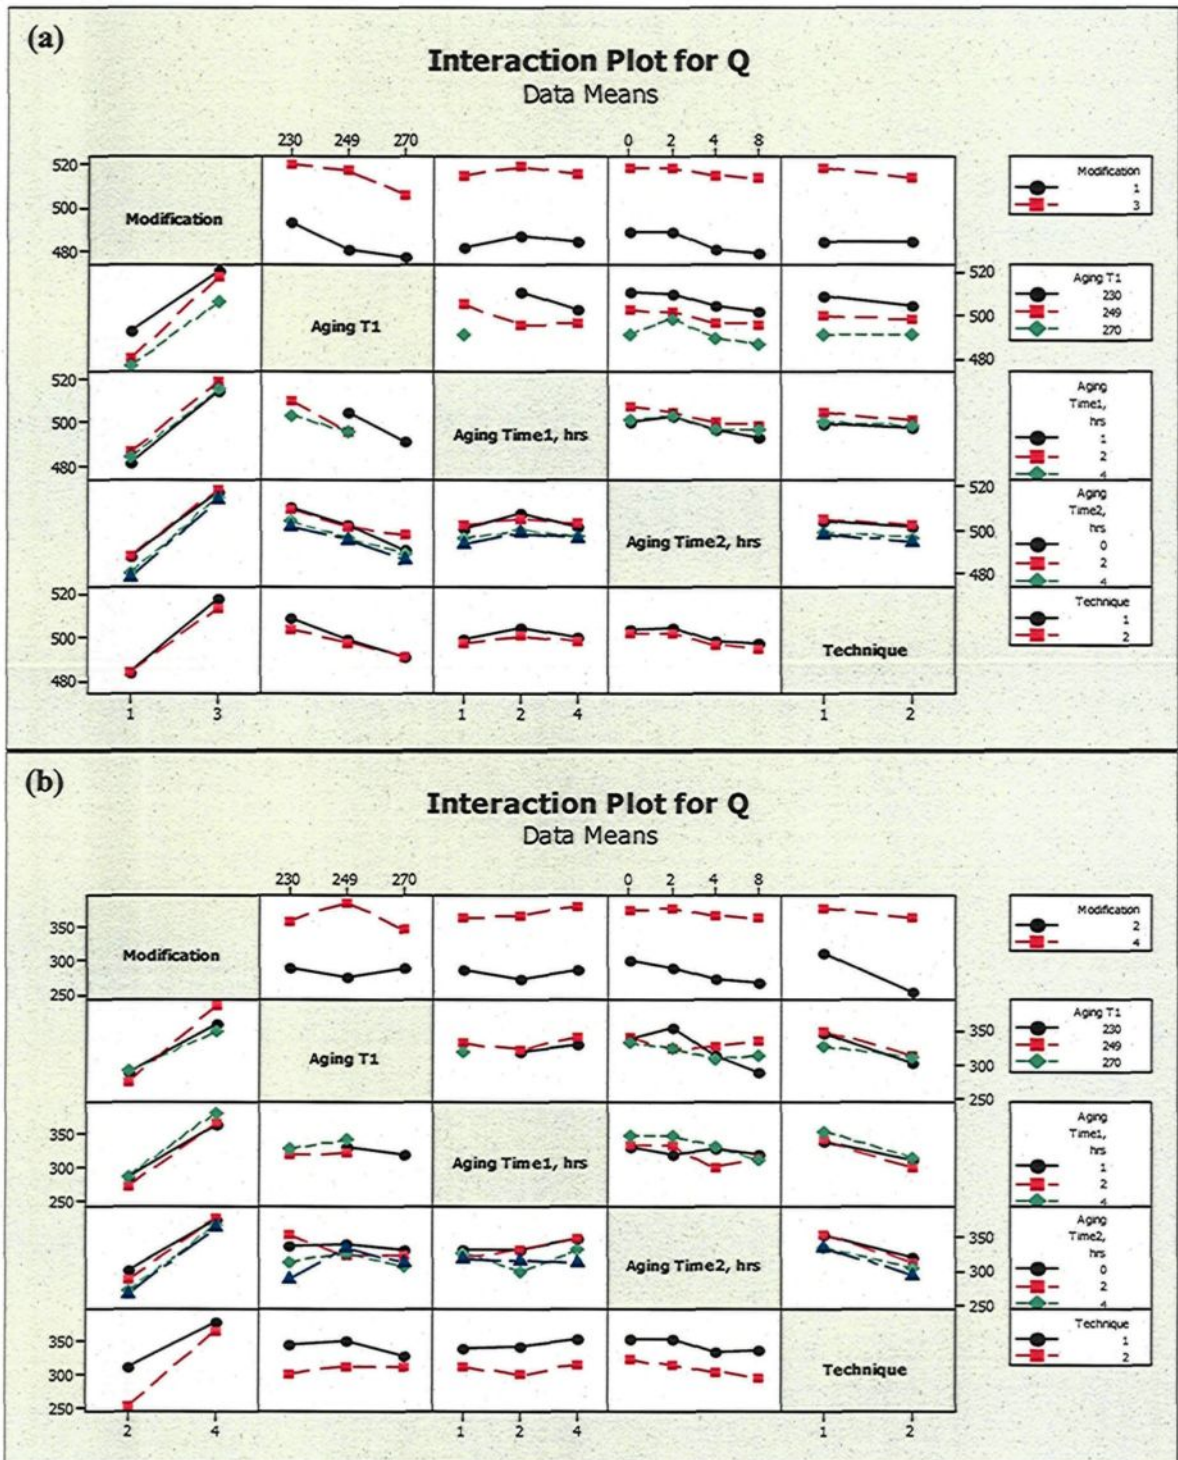 (a)
Interaction Plot for Q
Data Means
230 249 270 0 2 4 8
520
500
480
Modification
Modification
1
3
Aging T1
520
500
480
Aging T1
230
249
270
520
500
480
Aging Time1, hrs
Aging
Time1,
hrs
1
2
4
Aging Time2, hrs
520
500
480
Aging
Time2,
hrs
0
2
4
520
500
480
Technique
Technique
1
2
1 3 1 2 4 1 2
(b)
Interaction Plot for Q
Data Means
230 249 270 0 2 4 8
350
300
250
Modification
Modification
2
4
Aging T1
350
300
250
Aging T1
230
249
270
350
300
250
Aging Time1, hrs
Aging
Time1,
hrs
1
2
4
Aging Time2, hrs
350
300
250
Aging
Time2,
hrs
0
2
4
350
300
250
Technique
Technique
1
2
2 4 1 2 4 1 2